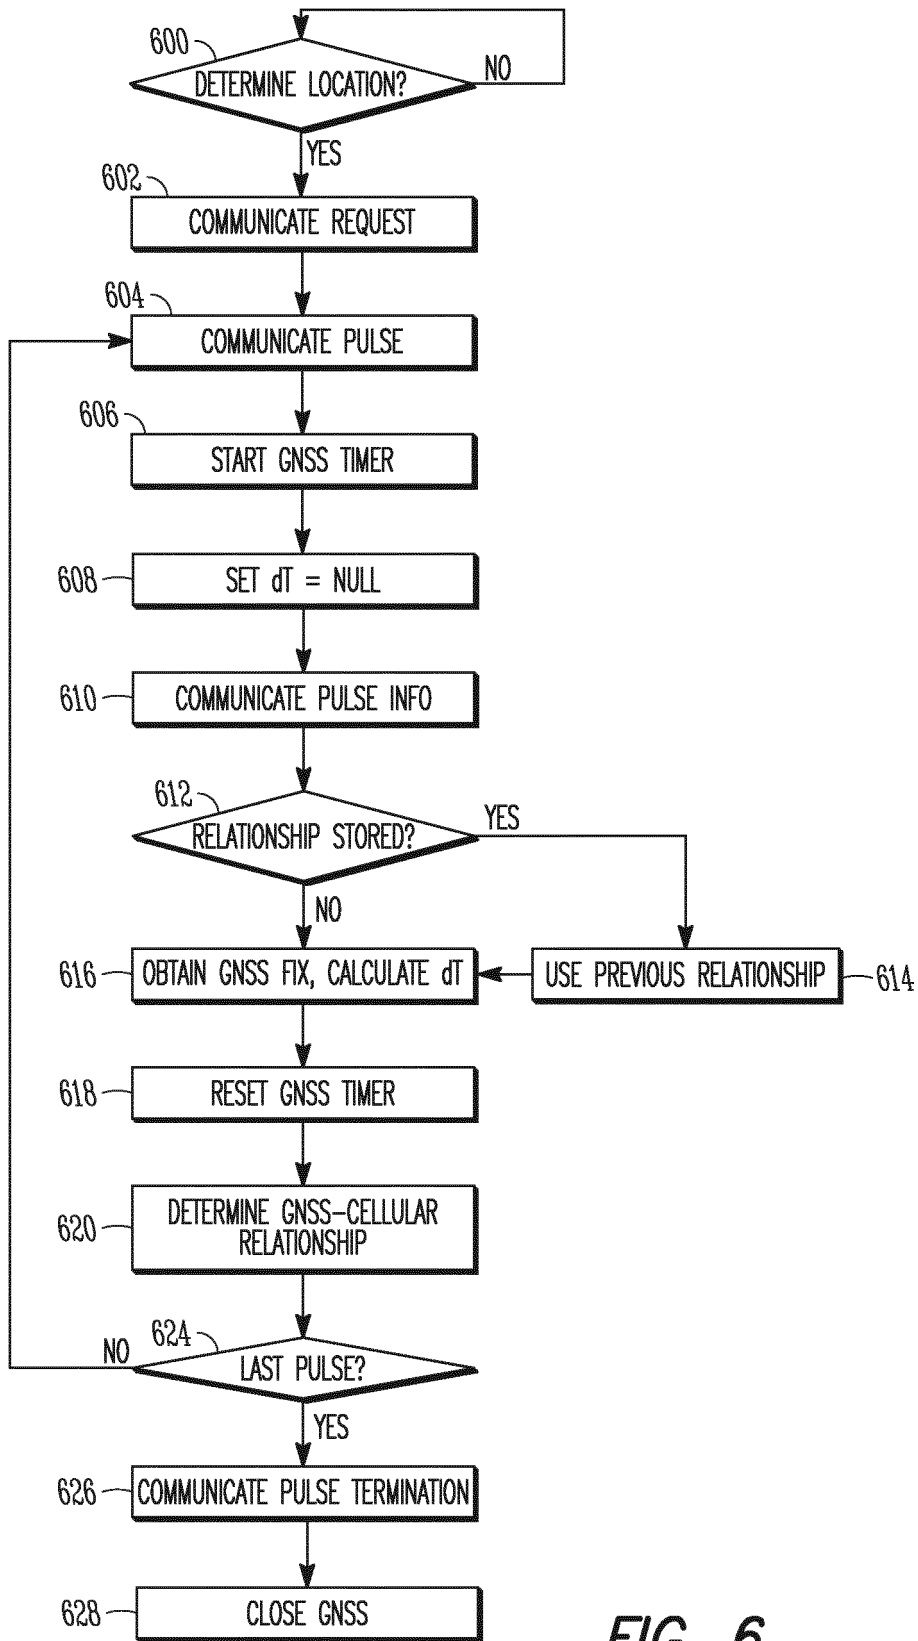 600
DETERMINE LOCATION?
NO
YES
602
COMMUNICATE REQUEST
604
COMMUNICATE PULSE
606
START GNSS TIMER
608
SET dT = NULL
610
COMMUNICATE PULSE INFO
612
RELATIONSHIP STORED?
YES
NO
616
OBTAIN GNSS FIX, CALCULATE dT
USE PREVIOUS RELATIONSHIP
614
618
RESET GNSS TIMER
620
DETERMINE GNSS-CELLULAR
RELATIONSHIP
624
NO
LAST PULSE?
YES
626
COMMUNICATE PULSE TERMINATION
628
CLOSE GNSS
FIG. 6